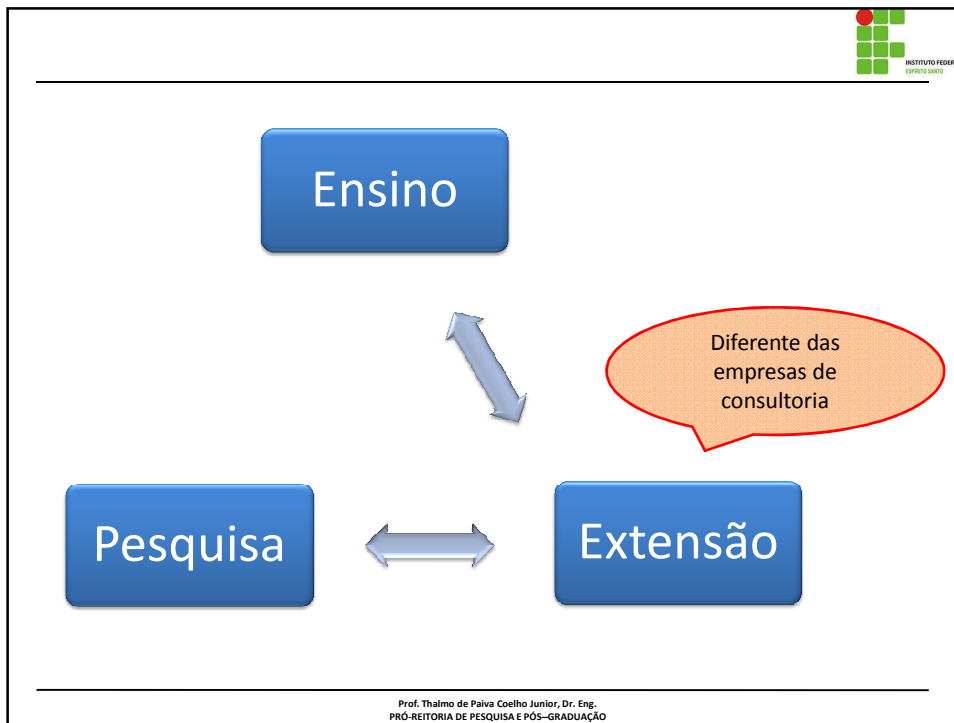 INSTITUTO FEDER
ESPÍRITO SANTO
Ensino
Diferente das
empresas de
consultoria
Pesquisa
Extensão
Prof. Thalmo de Paiva Coelho Junior, Dr. Eng.
PRÓ-REITORIA DE PESQUISA E PÓS–GRADUAÇÃO